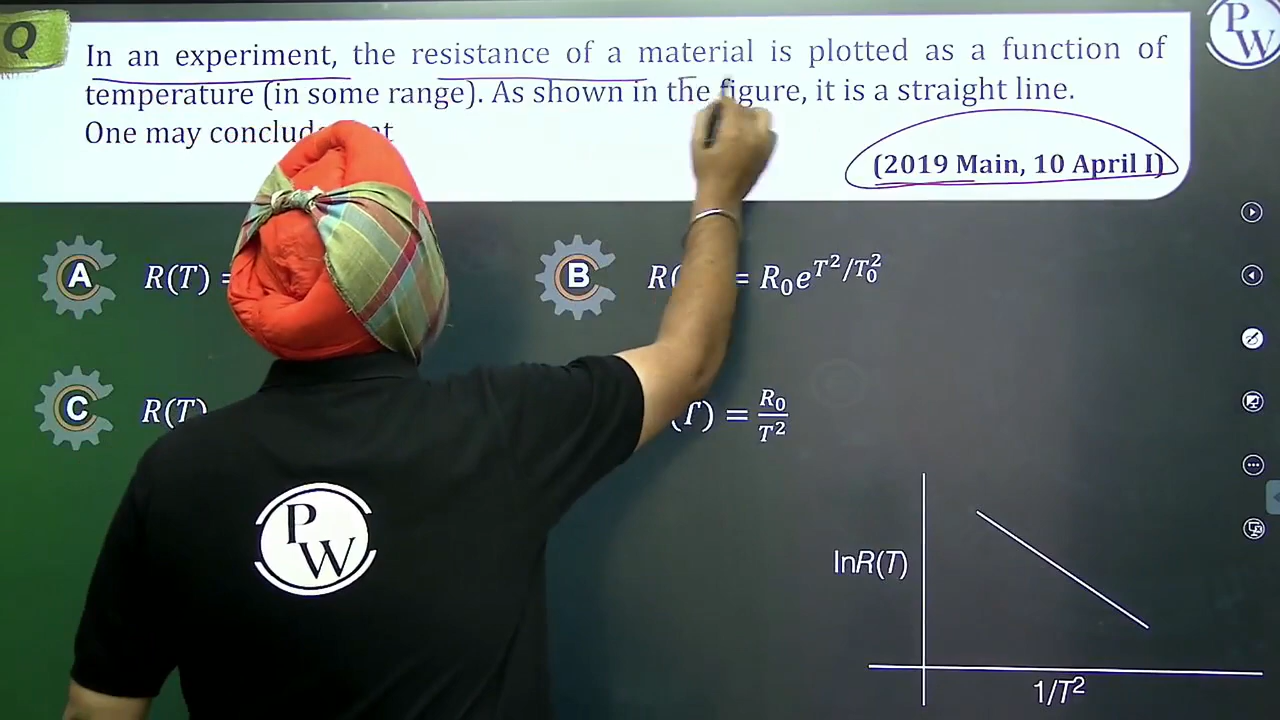 Q
In an experiment, the resistance of a material is plotted as a function of
temperature (in some range). As shown in the figure, it is a straight line.
One may conclude
(2019 Main, 10 April I)
PW
A R(T) =
B = R₀e^{T²/T₀²}
C R(T)
(T) = R₀/T²
PW
lnR(T)
1/T²